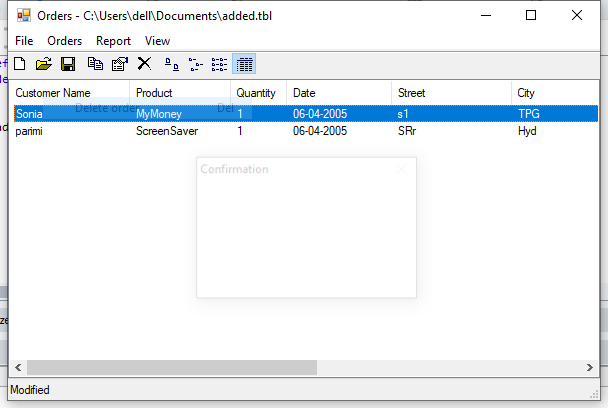 Orders - C:\Users\dell\Documents\added.tbl
File Orders Report View
Customer Name Product Quantity Date Street City
Delete order Del
Sonia MyMoney 1 06-04-2005 s1 TPG
parimi ScreenSaver 1 06-04-2005 SRr Hyd
Confirmation
Modified